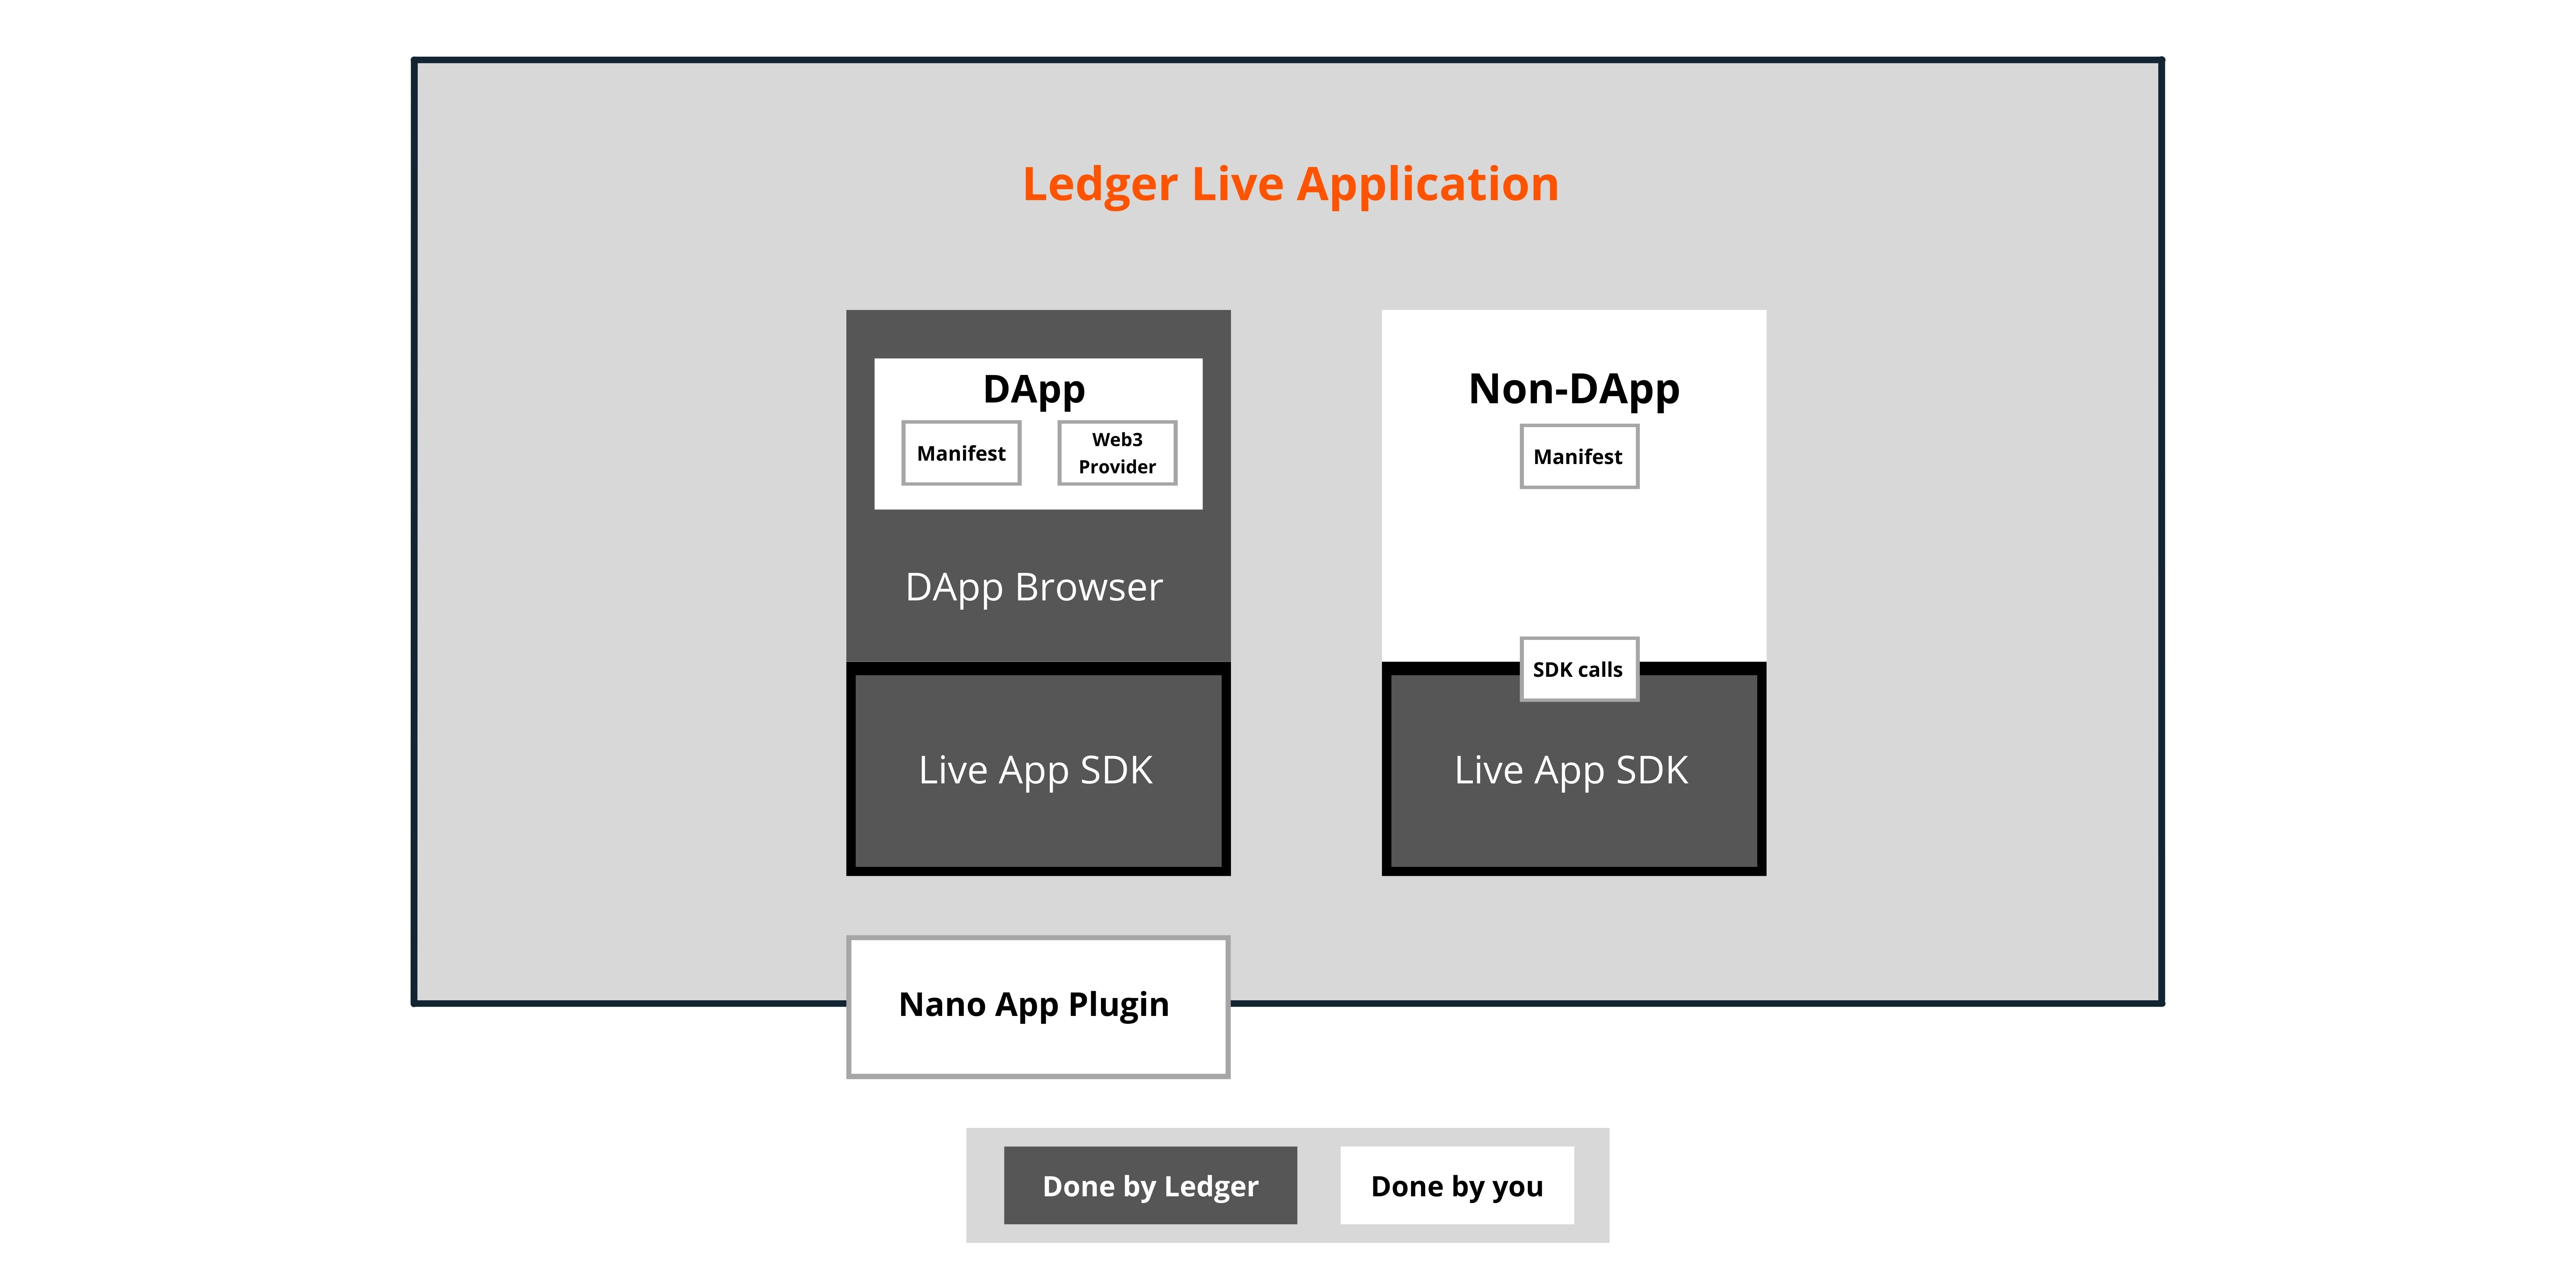 Ledger Live Application
DApp
Manifest
Web3
Provider
DApp Browser
Live App SDK
Non-DApp
Manifest
SDK calls
Live App SDK
Nano App Plugin
Done by Ledger
Done by you